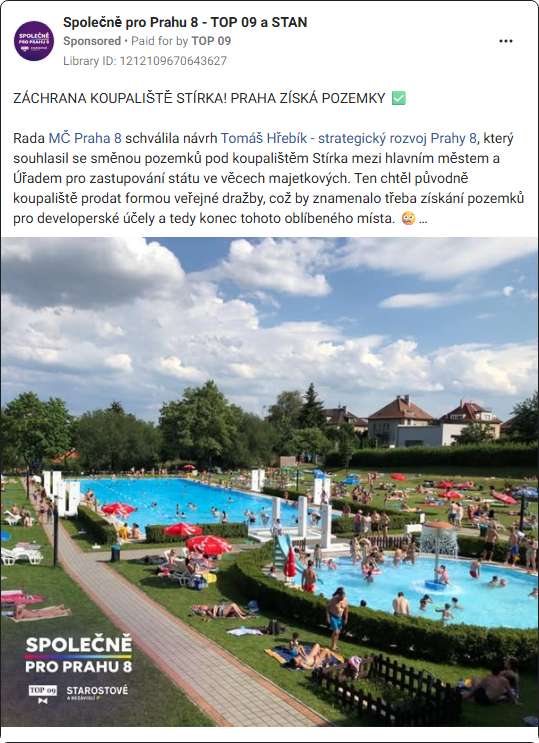 Společně pro Prahu 8 - TOP 09 a STAN
Sponsored • Paid for by TOP 09
Library ID: 1212109670643627
ZÁCHRANA KOUPALIŠTĚ STÍRKA! PRAHA ZÍSKÁ POZEMKY ✅
Rada MČ Praha 8 schválila návrh Tomáš Hřebík - strategický rozvoj Prahy 8, který
souhlasil se směnou pozemků pod koupalištěm Stírka mezi hlavním městem a
Úřadem pro zastupování státu ve věcech majetkových. Ten chtěl původně
koupaliště prodat formou veřejné dražby, což by znamenalo třeba získání pozemků
pro developerské účely a tedy konec tohoto oblíbeného místa. 🤕 ...
SPOLEČNĚ
PRO PRAHU 8
TOP 09
STAROSTOVÉ
A NEZÁVISLÍ